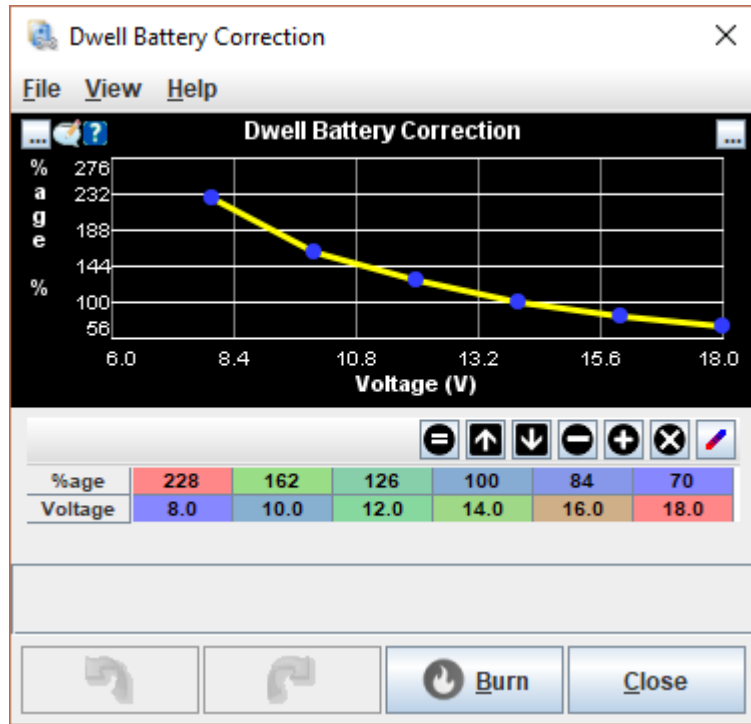 Dwell Battery Correction
File View Help
... ? Dwell Battery Correction ...
%age %
276
232
188
144
100
56
6.0 8.4 10.8 13.2 15.6 18.0
Voltage (V)
%age 228 162 126 100 84 70
Voltage 8.0 10.0 12.0 14.0 16.0 18.0
Burn Close